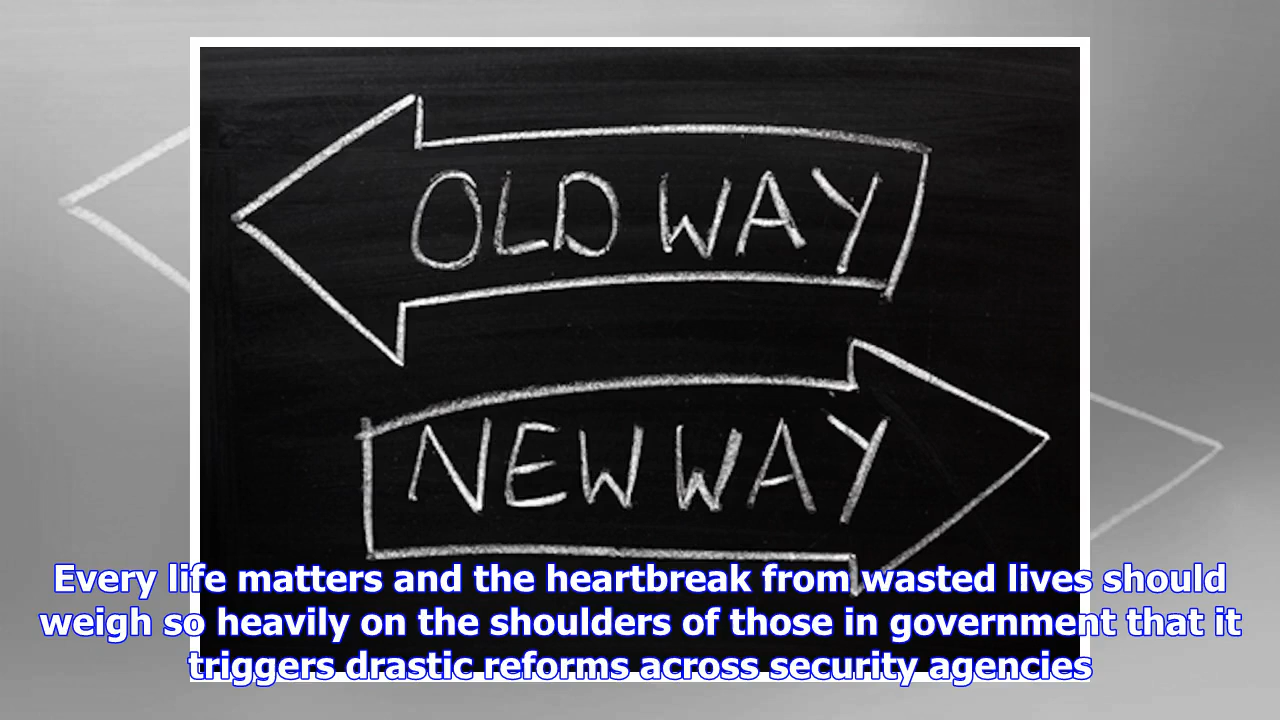 OLD WAY
NEW WAY
Every life matters and the heartbreak from wasted lives should
weigh so heavily on the shoulders of those in government that it
triggers drastic reforms across security agencies